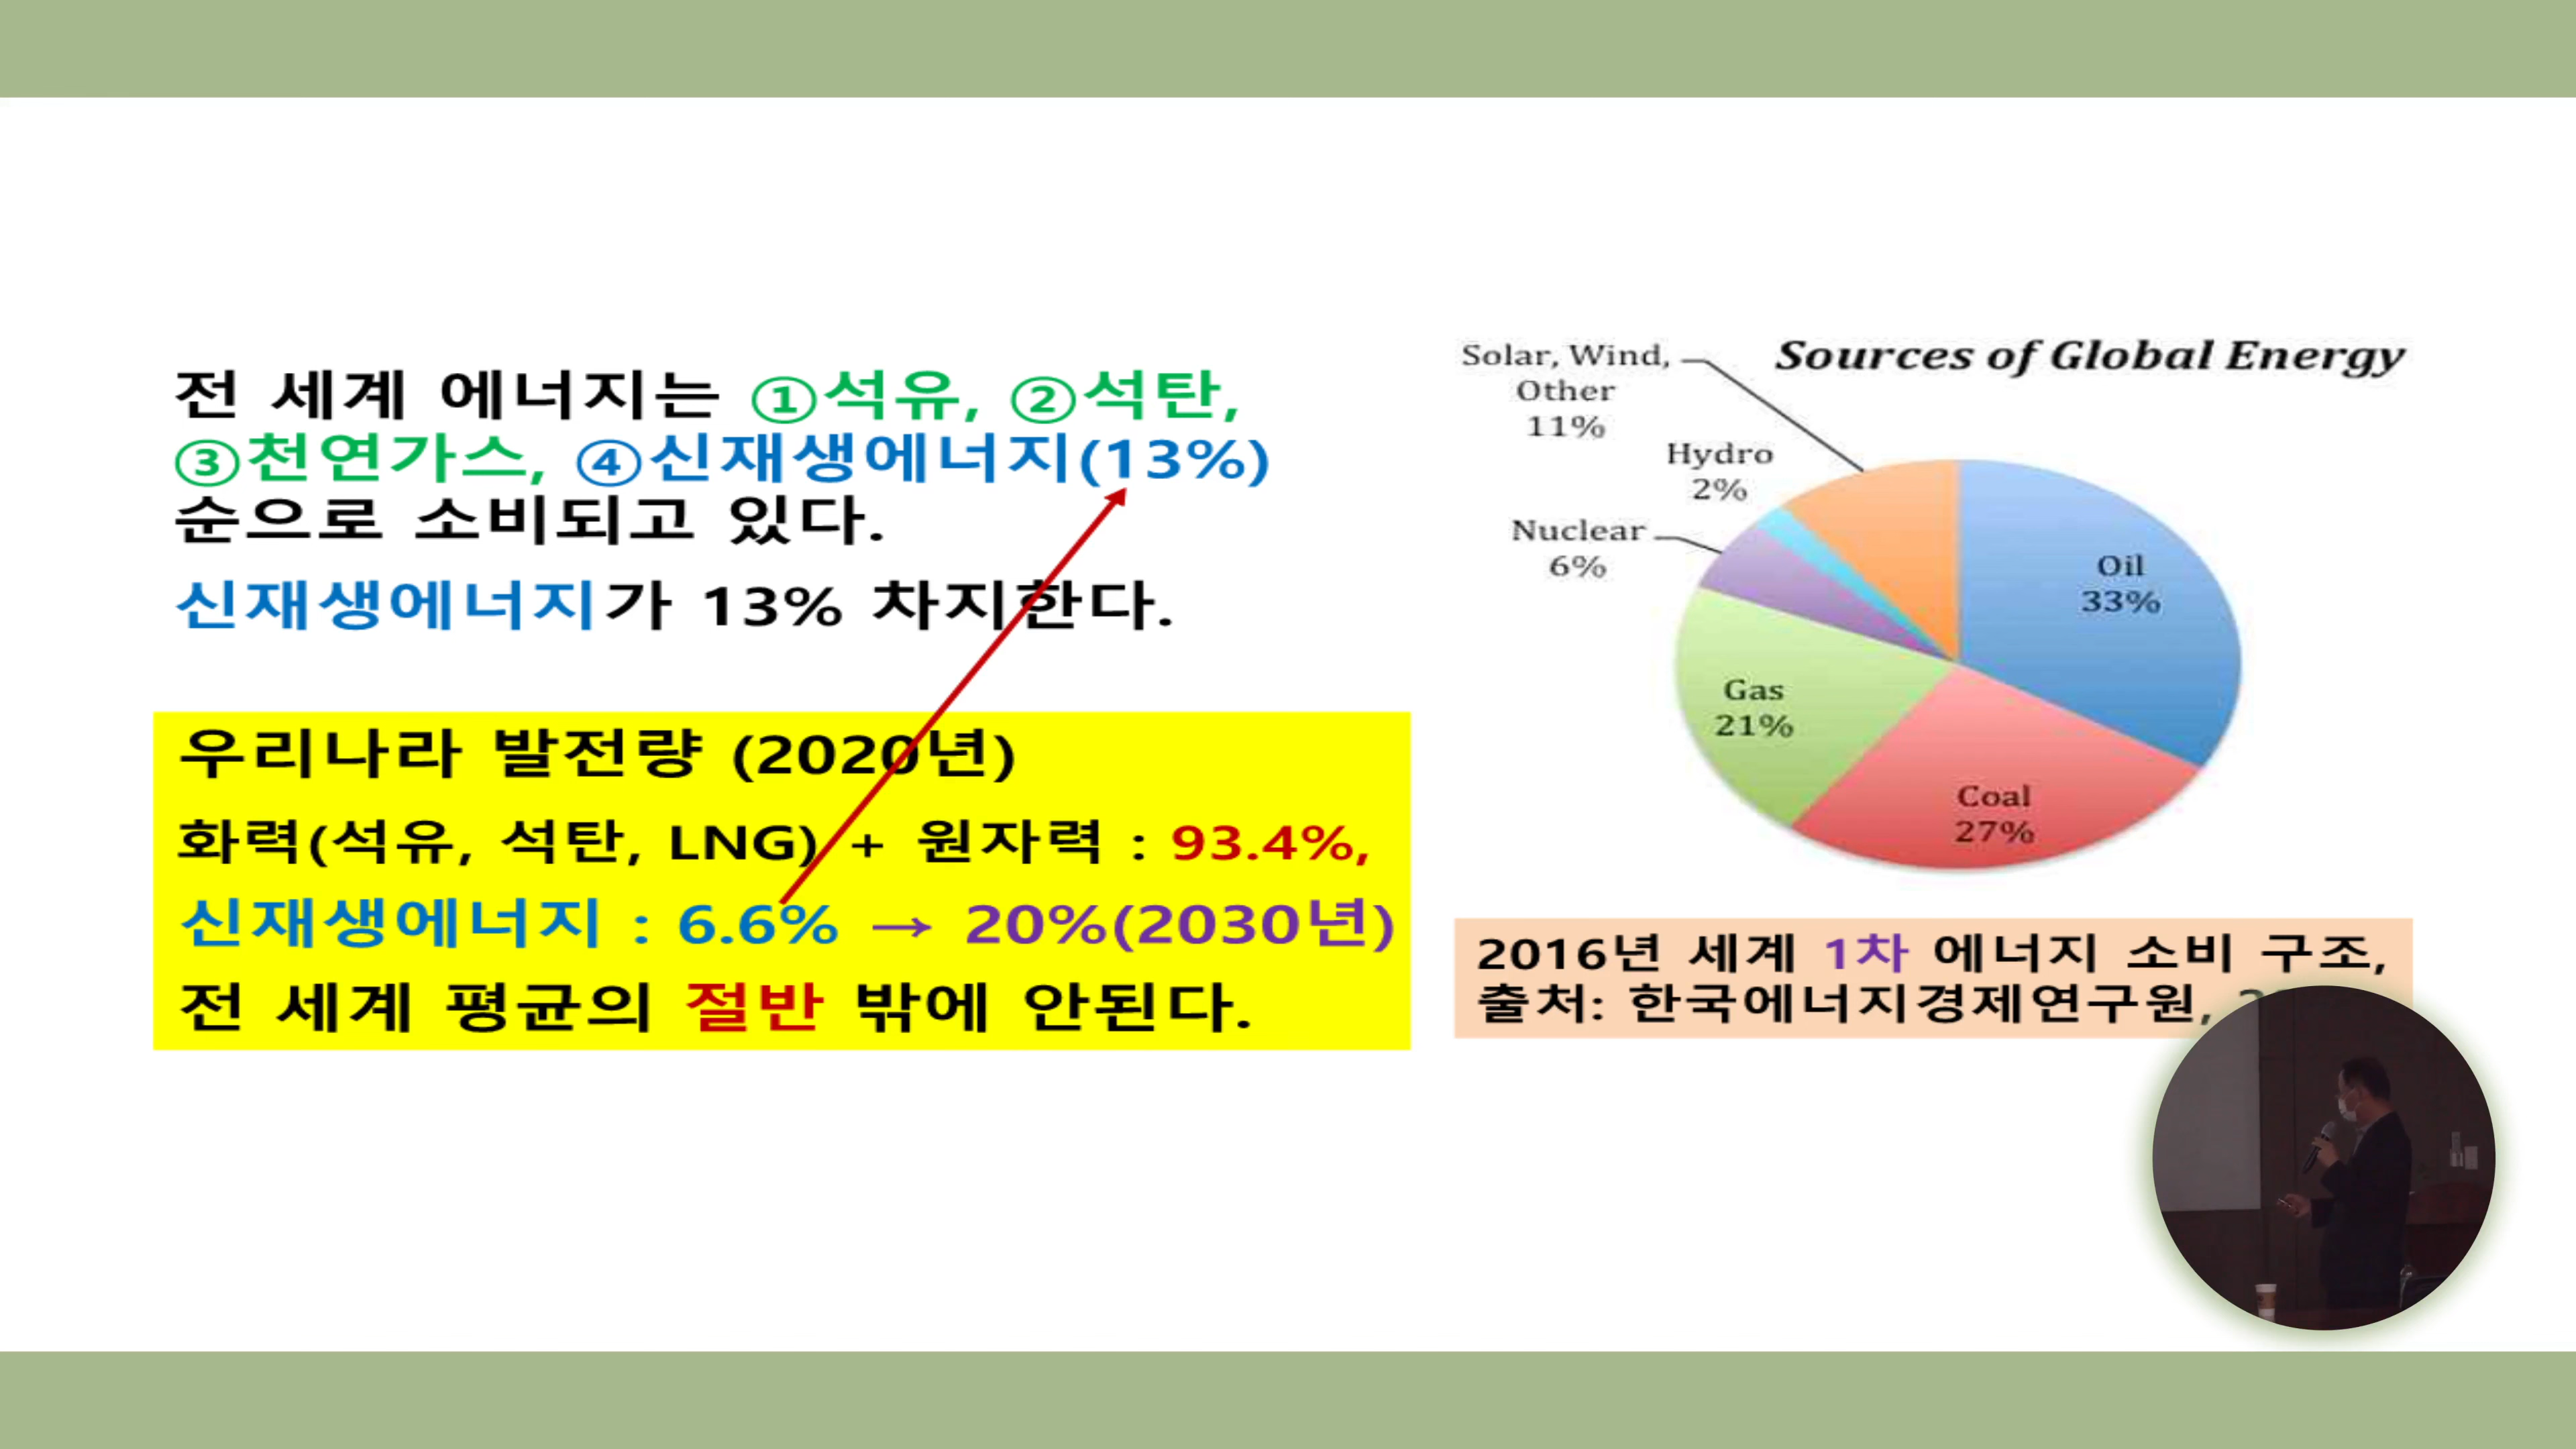 전 세계 에너지는 ①석유, ②석탄,
③천연가스, ④신재생에너지(13%)
순으로 소비되고 있다.
신재생에너지가 13% 차지한다.
우리나라 발전량 (2020년)
화력(석유, 석탄, LNG) + 원자력 : 93.4%,
신재생에너지 : 6.6% → 20%(2030년)
전 세계 평균의 절반 밖에 안된다.
Sources of Global Energy
Solar, Wind,
Other
11%
Hydro
2%
Nuclear
6%
Oil
33%
Gas
21%
Coal
27%
2016년 세계 1차 에너지 소비 구조,
출처: 한국에너지경제연구원,